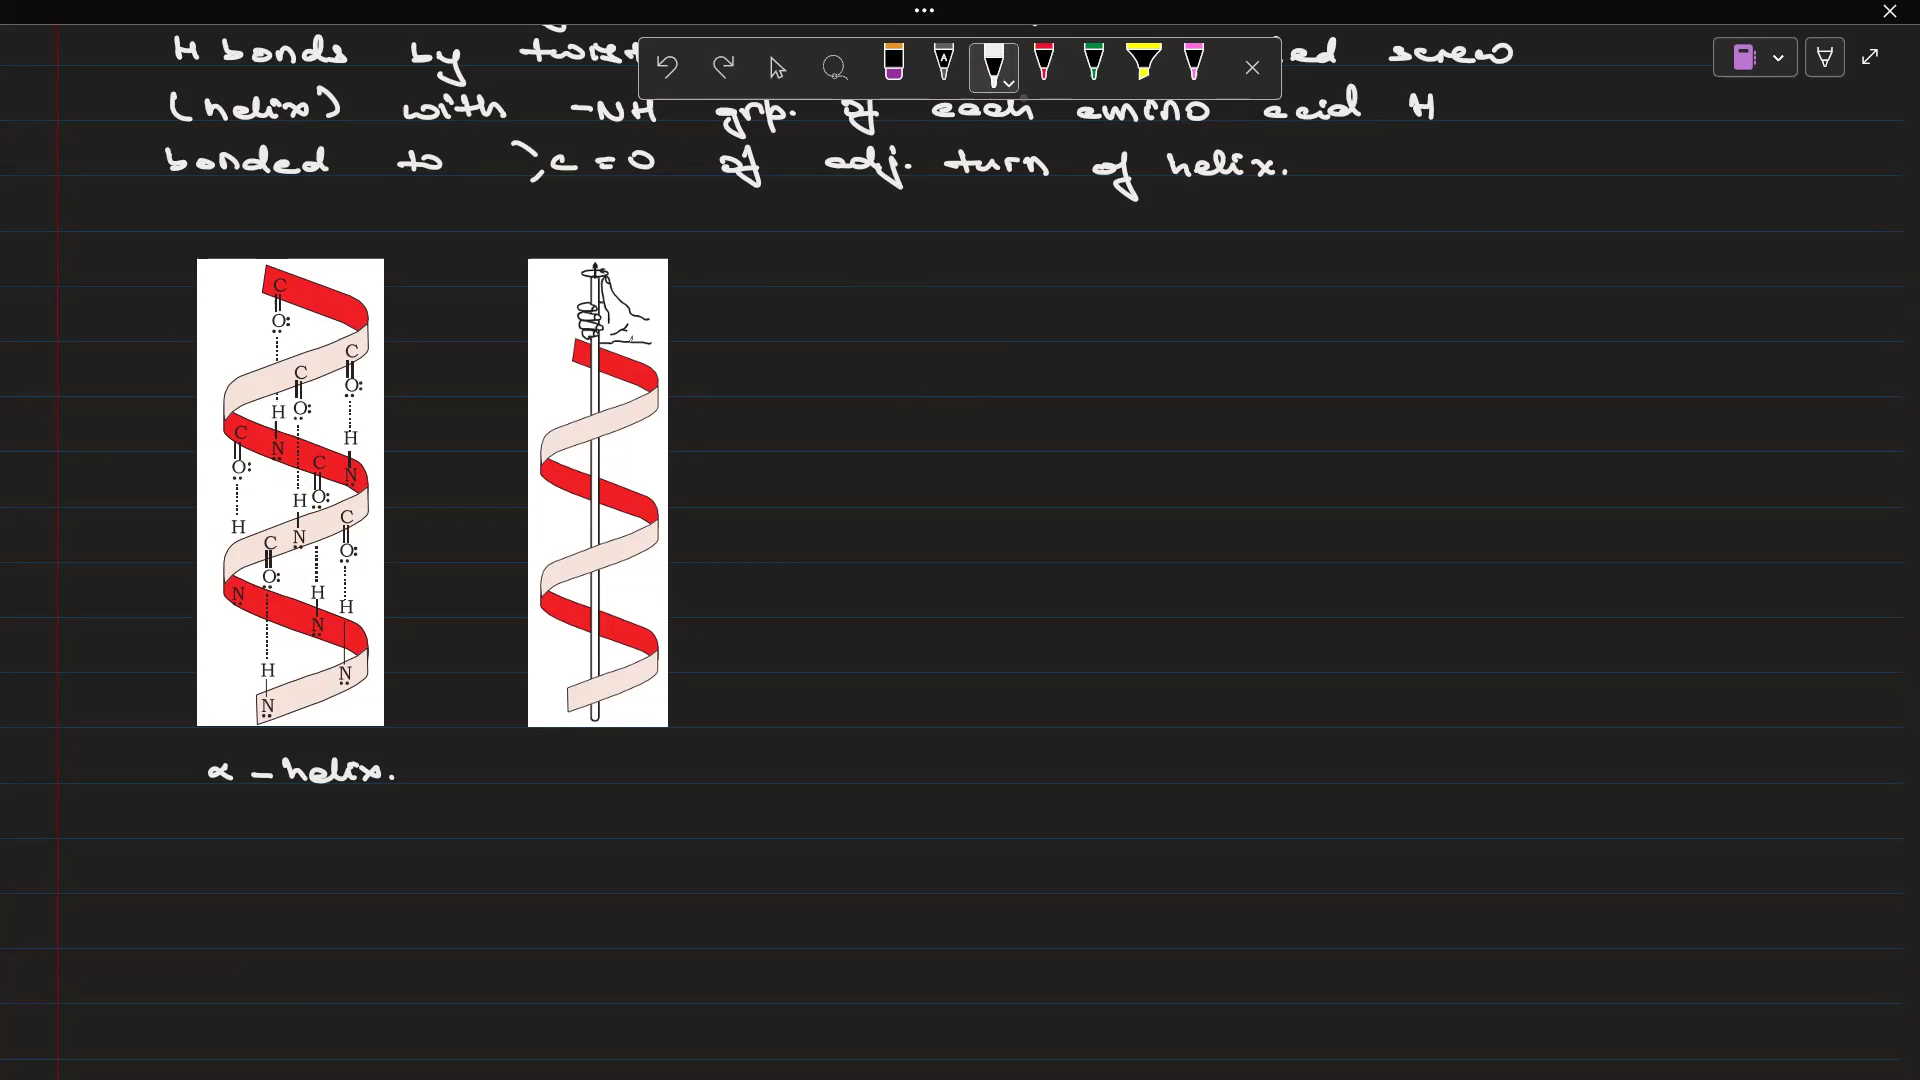 H bonds by ed screw
(helix) with -NH grp. of each amino acid H
bonded to >c=O of adj. turn of helix.
C
O
C
C
O
H
O
C
N
H
O
C
N
H
O
H
C
N
C
O
O
N
H
H
N
H
N
N
α - helix.